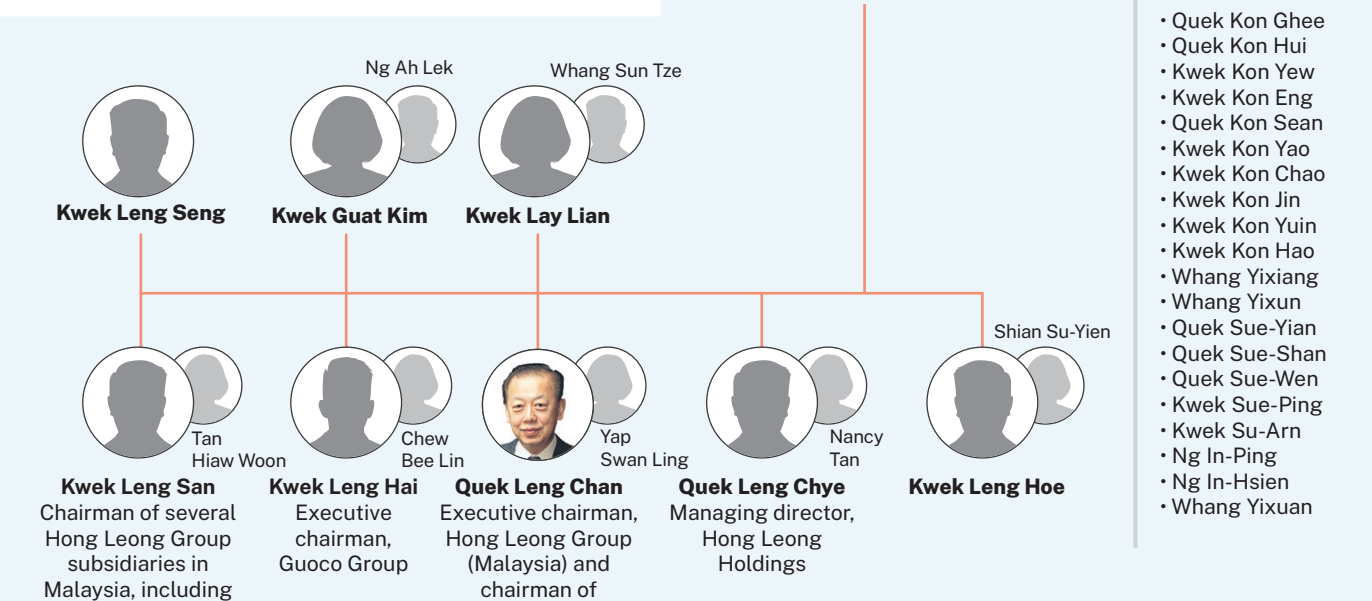 Ng Ah Lek
Whang Sun Tze
Kwek Leng Seng
Kwek Guat Kim
Kwek Lay Lian
Shian Su-Yien
Tan
Hiaw Woon
Chew
Bee Lin
Yap
Swan Ling
Nancy
Tan
Kwek Leng San
Chairman of several
Hong Leong Group
subsidiaries in
Malaysia, including
Kwek Leng Hai
Executive
chairman,
Guoco Group
Quek Leng Chan
Executive chairman,
Hong Leong Group
(Malaysia) and
chairman of
Quek Leng Chye
Managing director,
Hong Leong
Holdings
Kwek Leng Hoe
• Quek Kon Ghee
• Quek Kon Hui
• Kwek Kon Yew
• Kwek Kon Eng
• Quek Kon Sean
• Kwek Kon Yao
• Kwek Kon Chao
• Kwek Kon Jin
• Kwek Kon Yuin
• Kwek Kon Hao
• Whang Yixiang
• Whang Yixun
• Quek Sue-Yian
• Quek Sue-Shan
• Quek Sue-Wen
• Kwek Sue-Ping
• Kwek Su-Arn
• Ng In-Ping
• Ng In-Hsien
• Whang Yixuan